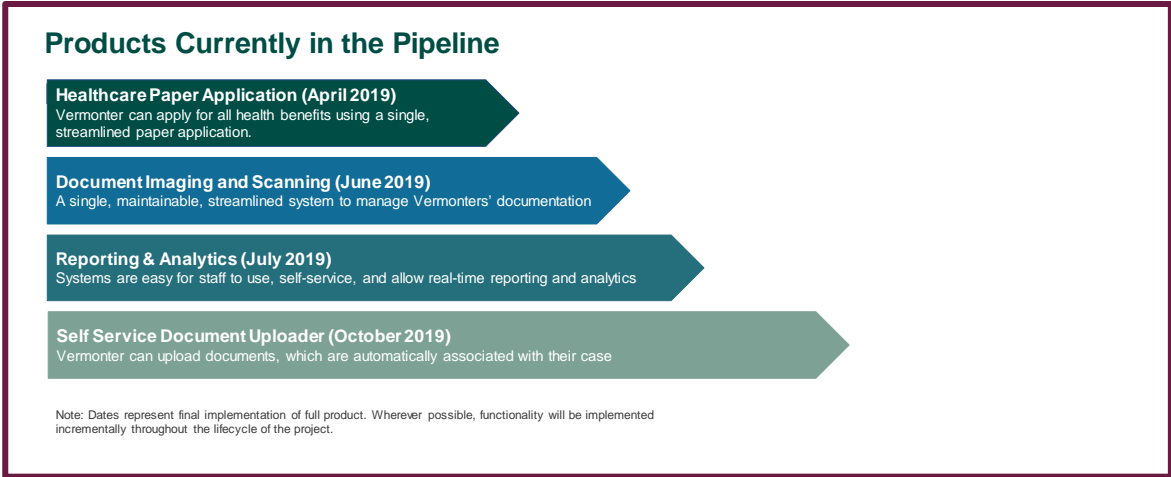 Products Currently in the Pipeline
Healthcare Paper Application (April 2019)
Vermonter can apply for all health benefits using a single,
streamlined paper application.
Document Imaging and Scanning (June 2019)
A single, maintainable, streamlined system to manage Vermonters' documentation
Reporting & Analytics (July 2019)
Systems are easy for staff to use, self-service, and allow real-time reporting and analytics
Self Service Document Uploader (October 2019)
Vermonter can upload documents, which are automatically associated with their case
Note: Dates represent final implementation of full product. Wherever possible, functionality will be implemented
incrementally throughout the lifecycle of the project.